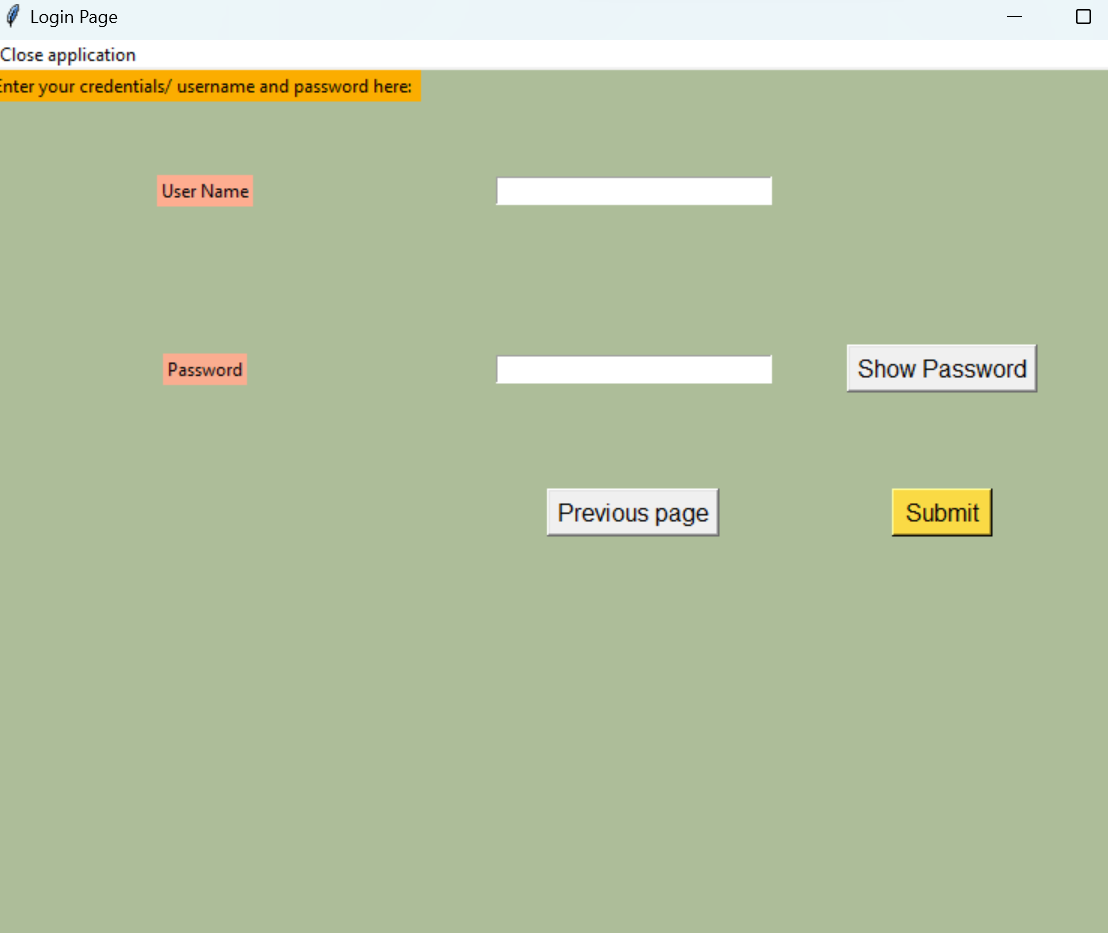 Login Page
Close application
Enter your credentials/ username and password here:
User Name
Password
Show Password
Previous page
Submit